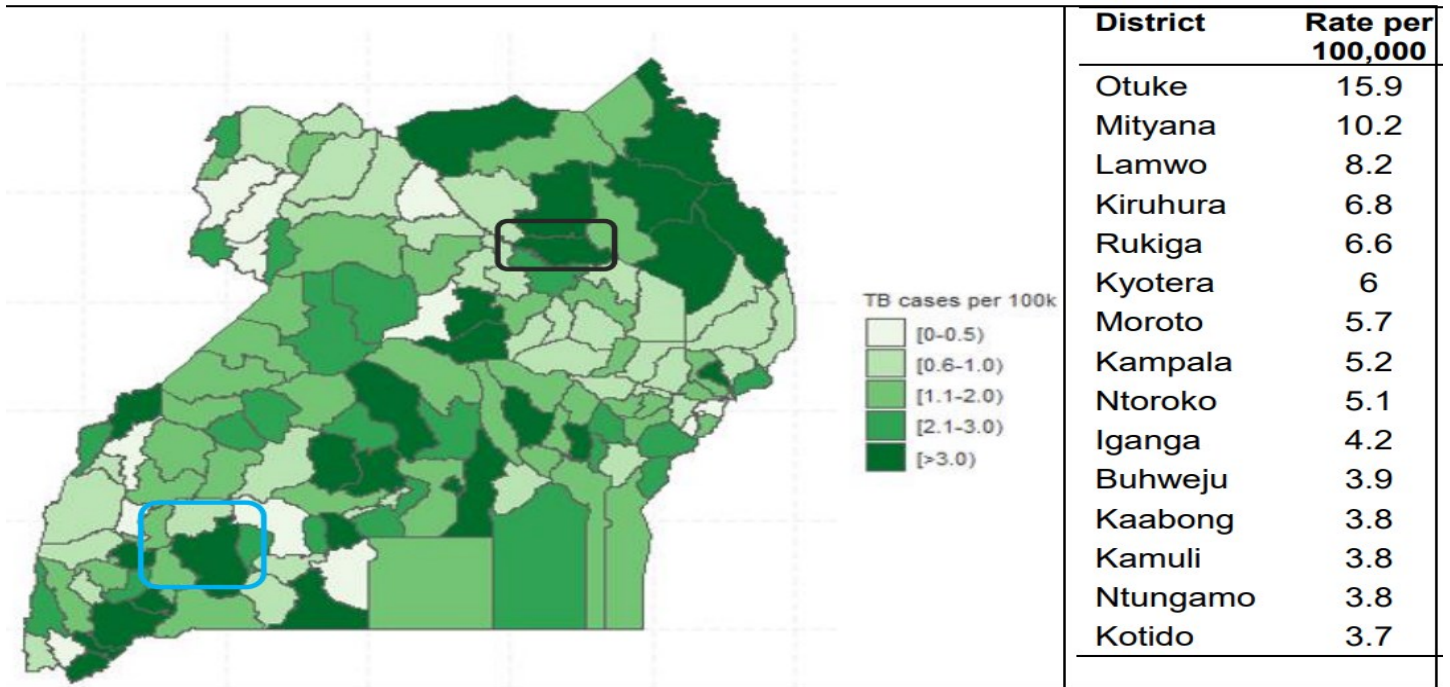 TB cases per 100k
[0-0.5)
[0.6-1.0)
[1.1-2.0)
[2.1-3.0)
[>3.0)
District Rate per
100,000
Otuke 15.9
Mityana 10.2
Lamwo 8.2
Kiruhura 6.8
Rukiga 6.6
Kyotera 6
Moroto 5.7
Kampala 5.2
Ntoroko 5.1
Iganga 4.2
Buhweju 3.9
Kaabong 3.8
Kamuli 3.8
Ntungamo 3.8
Kotido 3.7